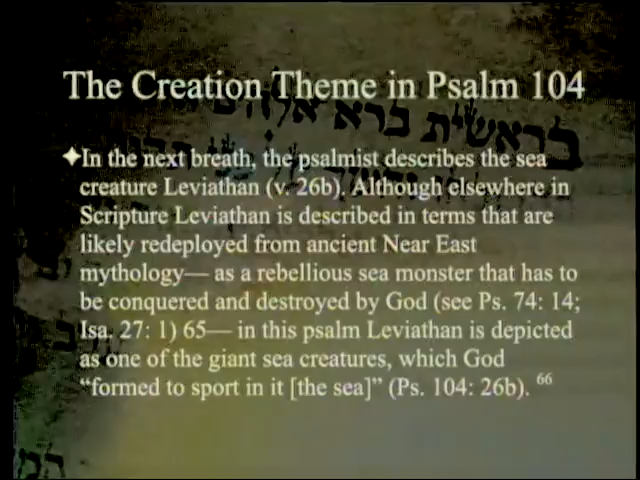 The Creation Theme in Psalm 104
בראשית ברא אלהים
✦In the next breath, the psalmist describes the sea
creature Leviathan (v. 26b). Although elsewhere in
Scripture Leviathan is described in terms that are
likely redeployed from ancient Near East
mythology— as a rebellious sea monster that has to
be conquered and destroyed by God (see Ps. 74: 14;
Isa. 27: 1) 65— in this psalm Leviathan is depicted
as one of the giant sea creatures, which God
“formed to sport in it [the sea]” (Ps. 104: 26b). 66